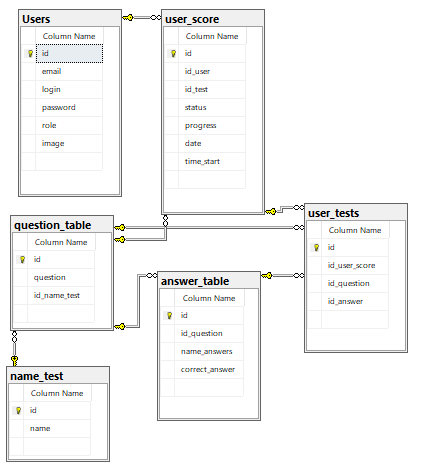 Users
Column Name
id
email
login
password
role
image
user_score
Column Name
id
id_user
id_test
status
progress
date
time_start
question_table
Column Name
id
question
id_name_test
user_tests
Column Name
id
id_user_score
id_question
id_answer
answer_table
Column Name
id
id_question
name_answers
correct_answer
name_test
Column Name
id
name